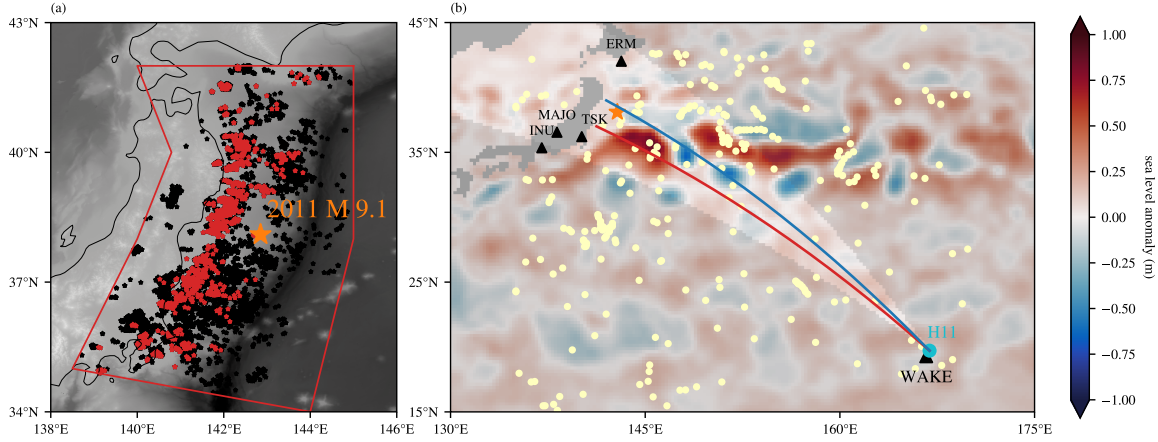 (a)
43°N
40°N
37°N
34°N
138°E
140°E
142°E
144°E
146°E
2011 M 9.1
(b)
45°N
35°N
25°N
15°N
130°E
145°E
160°E
175°E
ERM
MAJO
TSK
INU
H11
WAKE
1.00
0.75
0.50
0.25
0.00
−0.25
−0.50
−0.75
−1.00
sea level anomaly (m)